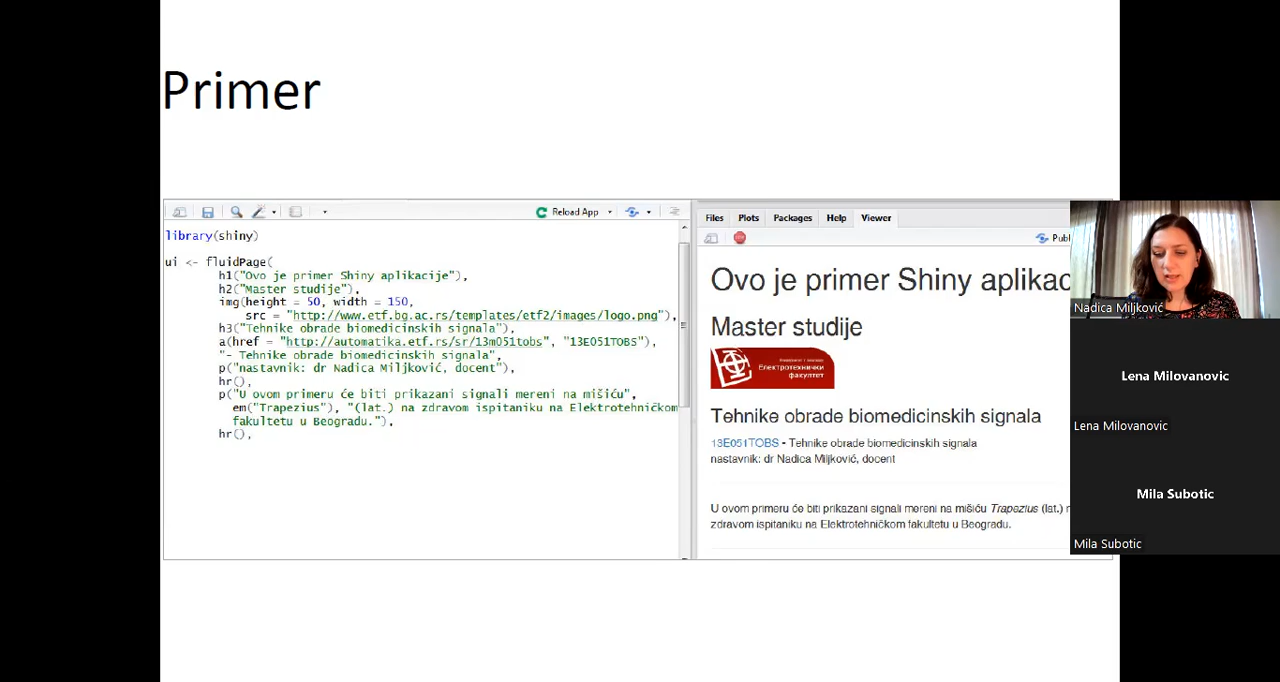 Primer
Reload App
library(shiny)
ui <- fluidPage(
h1("Ovo je primer Shiny aplikacije"),
h2("Master studije"),
img(height = 50, width = 150,
src = "http://www.etf.bg.ac.rs/templates/etf2/images/logo.png"),
h3("Tehnike obrade biomedicinskih signala"),
a(href = "http://automatika.etf.rs/sr/13m051tobs", "13E051TOBS"),
"- Tehnike obrade biomedicinskih signala",
p("nastavnik: dr Nadica Miljković, docent"),
hr(),
p("U ovom primeru će biti prikazani signali mereni na mišiću",
em("Trapezius"), "(lat.) na zdravom ispitaniku na Elektrotehničkom
fakultetu u Beogradu."),
hr(),
Files Plots Packages Help Viewer
Publ
Ovo je primer Shiny aplikac
Master studije
Електротехнички
факултет
Tehnike obrade biomedicinskih signala
13E051TOBS - Tehnike obrade biomedicinskih signala
nastavnik: dr Nadica Miljković, docent
U ovom primeru će biti prikazani signali mereni na mišiću Trapezius (lat.)
zdravom ispitaniku na Elektrotehničkom fakultetu u Beogradu.
Nadica Miljković
Lena Milovanovic
Lena Milovanovic
Mila Subotic
Mila Subotic